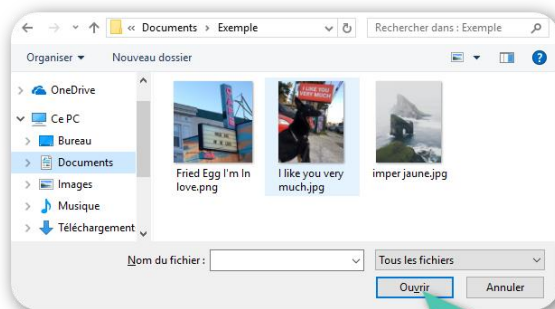 « Documents > Exemple
Rechercher dans : Exemple
Organiser
Nouveau dossier
OneDrive
Ce PC
Bureau
Documents
Images
Musique
Téléchargement
Fried Egg I'm In
love.png
I LIKE YOU
VERY MUCH
I like you very
much.jpg
imper jaune.jpg
Nom du fichier :
Tous les fichiers
Ouvrir
Annuler